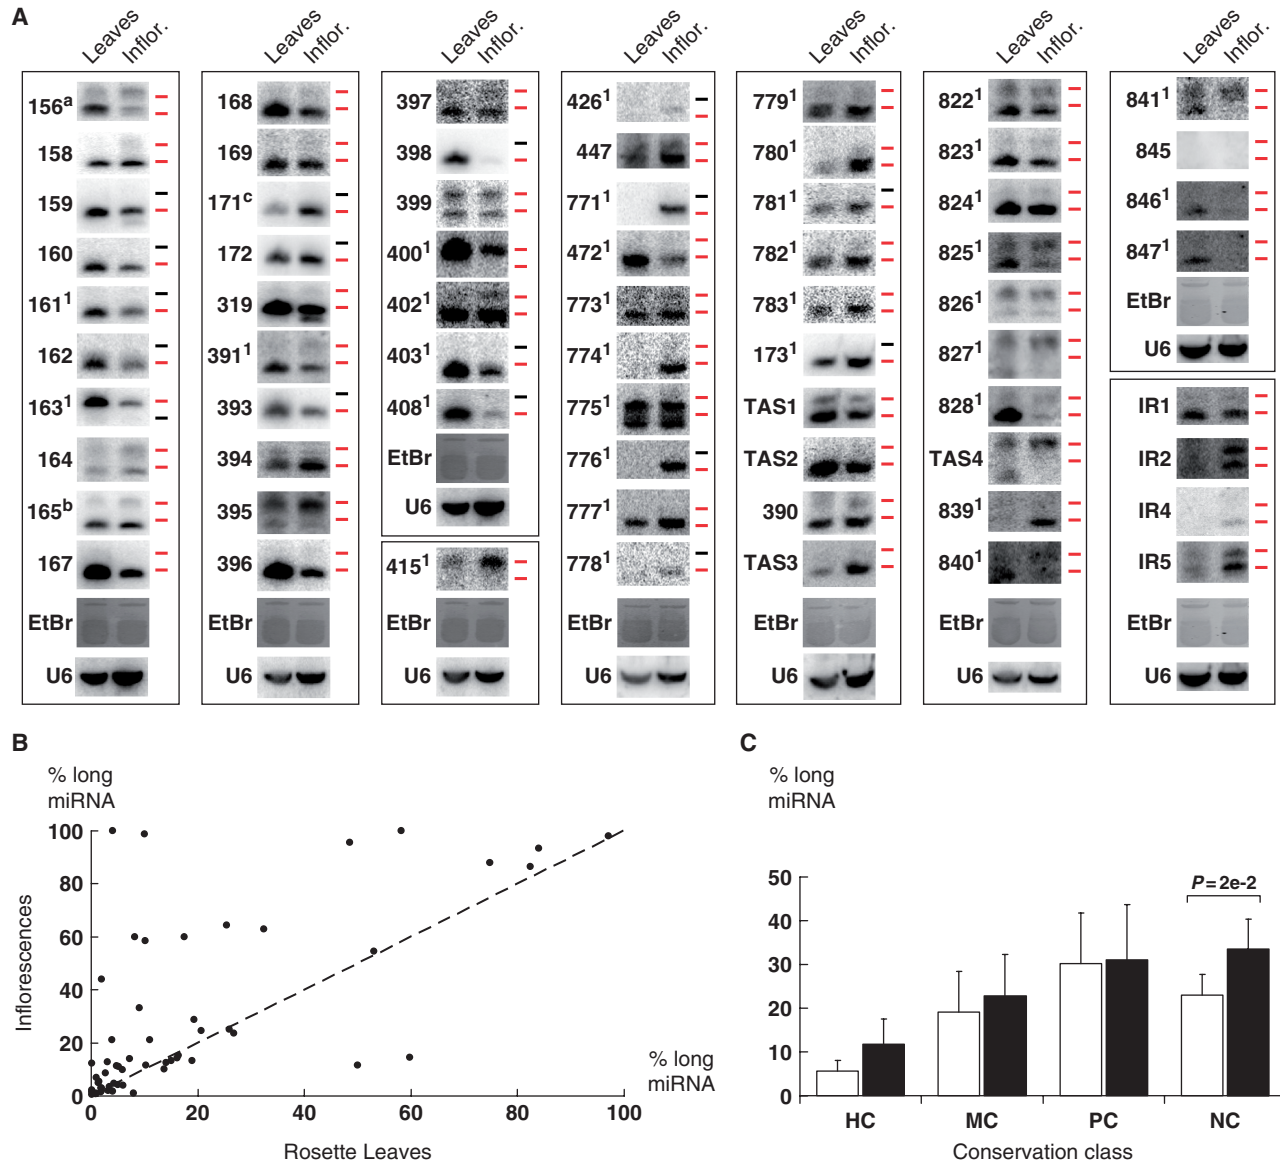 A
Leaves Inflor.
Leaves Inflor.
Leaves Inflor.
Leaves Inflor.
Leaves Inflor.
Leaves Inflor.
Leaves Inflor.
156a
158
159
160
1611
162
1631
164
165b
167
EtBr
U6
168
169
171c
172
319
3911
393
394
395
396
EtBr
U6
397
398
399
4001
4021
4031
4081
EtBr
U6
4151
EtBr
U6
4261
447
7711
4721
7731
7741
7751
7761
7771
7781
EtBr
U6
7791
7801
7811
7821
7831
1731
TAS1
TAS2
390
TAS3
EtBr
U6
8221
8231
8241
8251
8261
8271
8281
TAS4
8391
8401
EtBr
U6
8411
845
8461
8471
EtBr
U6
IR1
IR2
IR4
IR5
EtBr
U6
B
% long
miRNA
100
80
60
40
20
0
Inflorescences
0 20 40 60 80 100
% long
miRNA
Rosette Leaves
C
% long
miRNA
50
40
30
20
10
0
P = 2e-2
HC MC PC NC
Conservation class